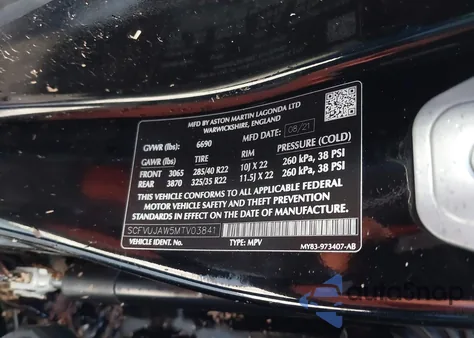 MFD BY ASTON MARTIN LAGONDA LTD
WARWICKSHIRE, ENGLAND
GVWR (lbs): 6690 MFD DATE: 08/21
GAWR (lbs): TIRE RIM PRESSURE (COLD)
FRONT 3065 285/40 R22 10J X 22 260 kPa, 38 PSI
REAR 3870 325/35 R22 11.5J X 22 260 kPa, 38 PSI
THIS VEHICLE CONFORMS TO ALL APPLICABLE FEDERAL
MOTOR VEHICLE SAFETY AND THEFT PREVENTION
STANDARDS IN EFFECT ON THE DATE OF MANUFACTURE
SCFVUJAW5MTV03841
VEHICLE IDENT. No. TYPE: MPV MY83-973407-AB
AutoSnap